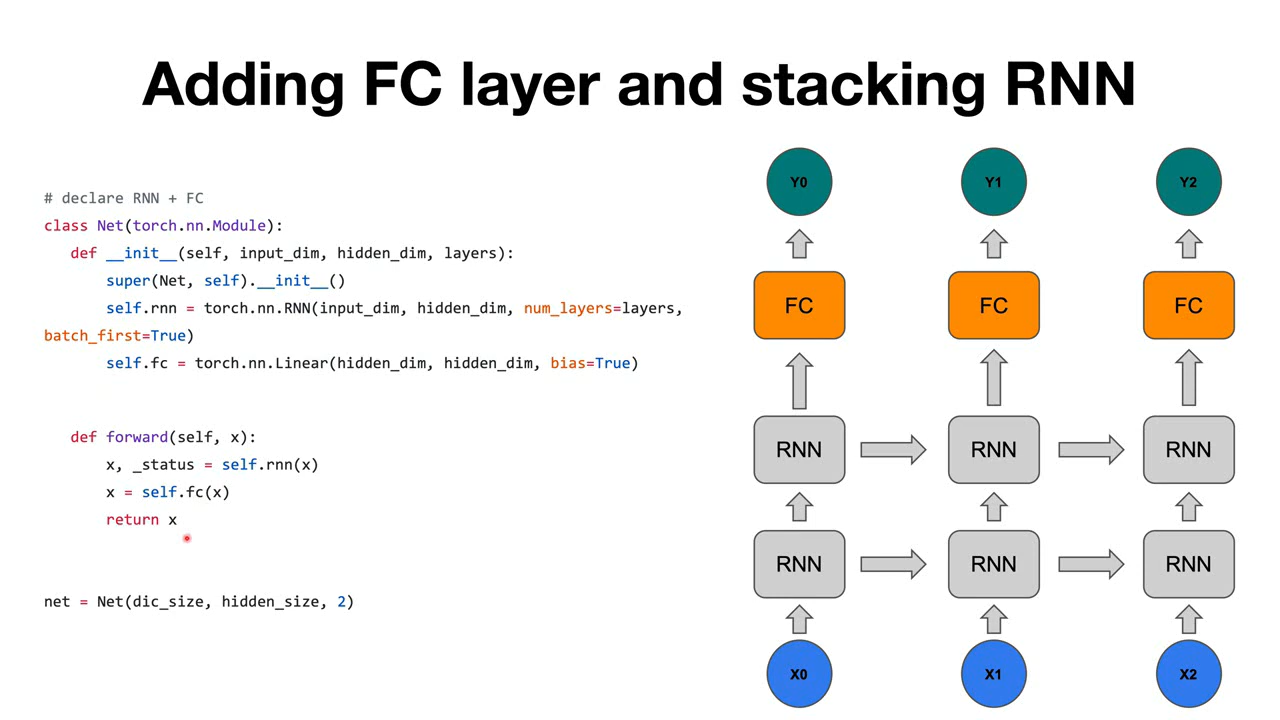 Adding FC layer and stacking RNN
# declare RNN + FC
class Net(torch.nn.Module):
def __init__(self, input_dim, hidden_dim, layers):
super(Net, self).__init__()
self.rnn = torch.nn.RNN(input_dim, hidden_dim, num_layers=layers,
batch_first=True)
self.fc = torch.nn.Linear(hidden_dim, hidden_dim, bias=True)
def forward(self, x):
x, _status = self.rnn(x)
x = self.fc(x)
return x
net = Net(dic_size, hidden_size, 2)
Y0 Y1 Y2
FC FC FC
RNN RNN RNN
RNN RNN RNN
X0 X1 X2